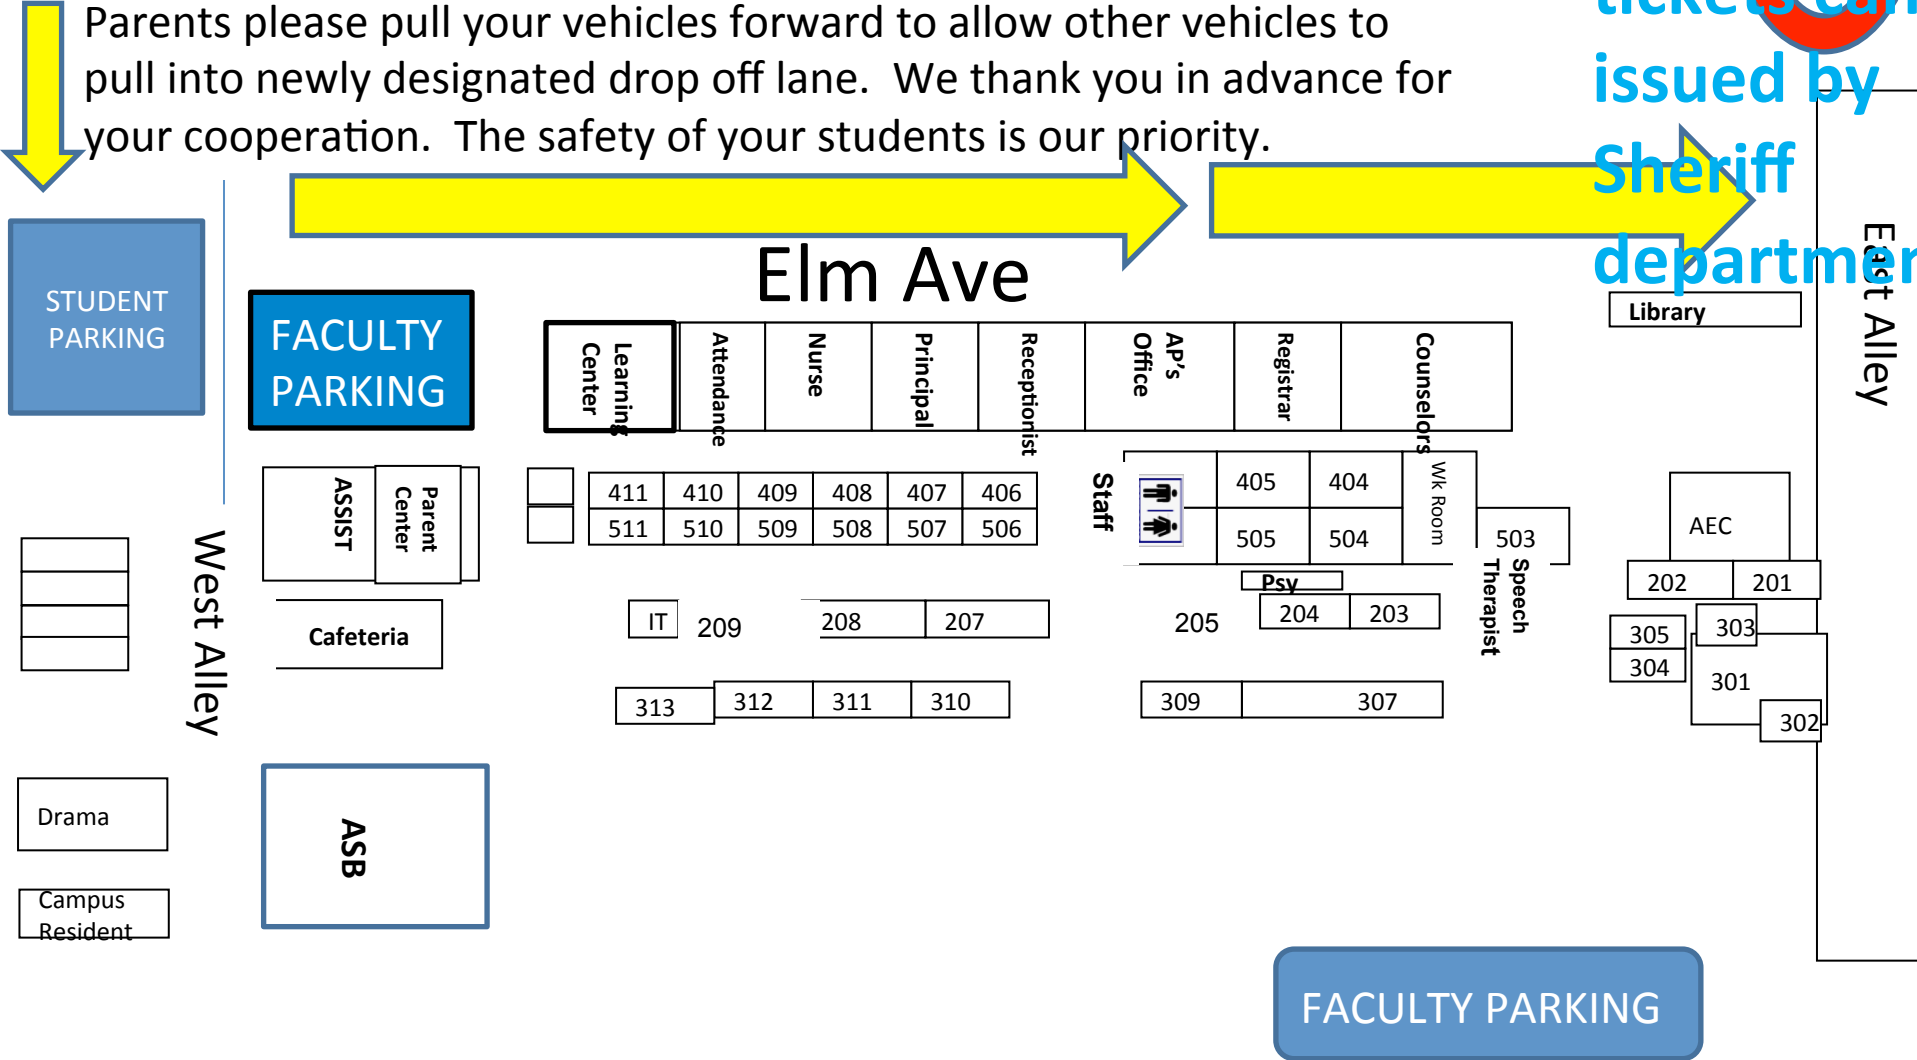 Parents please pull your vehicles forward to allow other vehicles to
pull into newly designated drop off lane.  We thank you in advance for
your cooperation.  The safety of your students is our priority.
tickets can
issued by
Sheriff
departmen
Elm Ave
STUDENT
PARKING
FACULTY
PARKING
Learning
Center
Attendance
Nurse
Principal
Receptionist
AP's
Office
Registrar
Counselors
Library
East Alley
West Alley
ASSIST
Parent
Center
411 410 409 408 407 406
511 510 509 508 507 506
Staff
405 404
505 504
Wk Room
503
Speech
Therapist
AEC
202 201
Psy
204 203
205
Cafeteria
IT 209 208 207
305 303
304
301
302
313 312 311 310
309 307
Drama
ASB
Campus
Resident
FACULTY PARKING